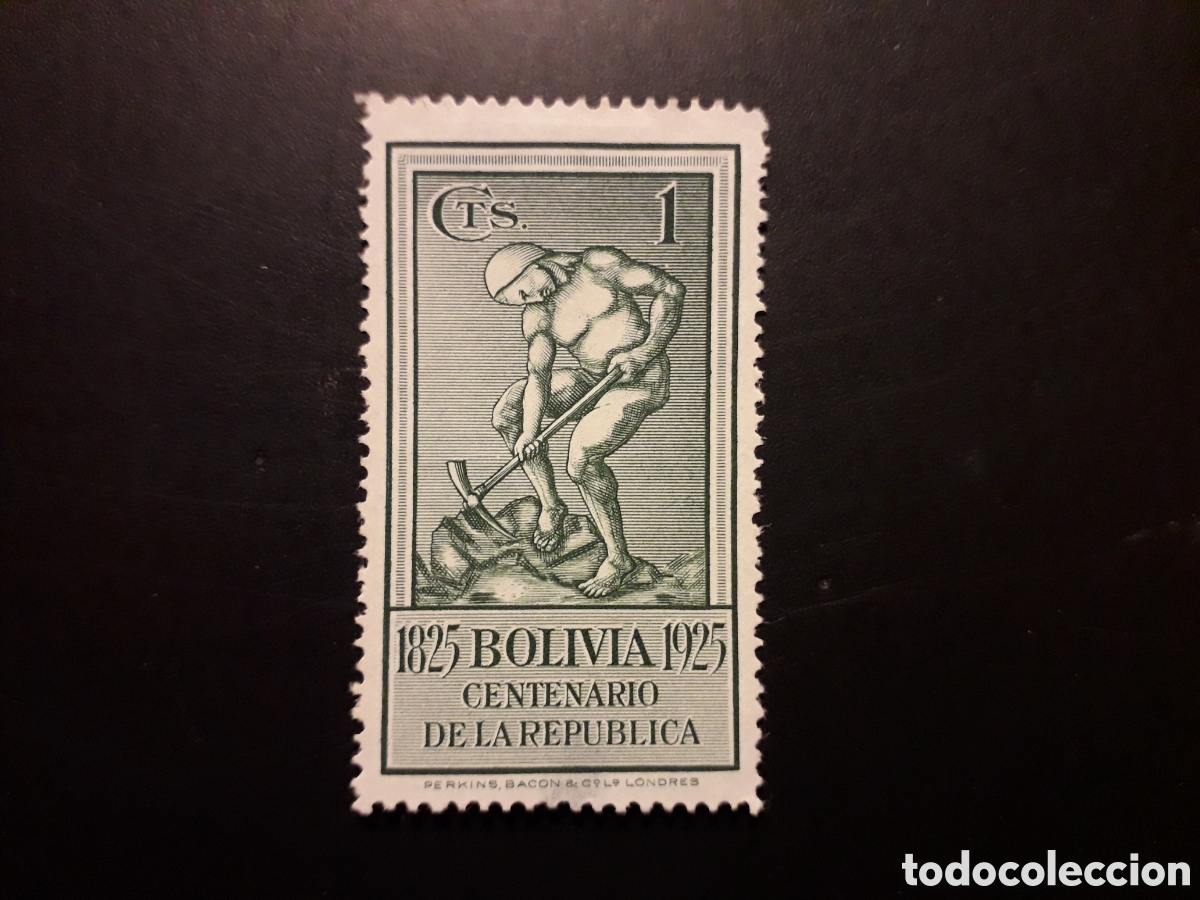 CTS. 1
1825 BOLIVIA 1925
CENTENARIO
DE LA REPUBLICA
PERKINS, BACON & Cº Lº LONDRES
todocoleccion